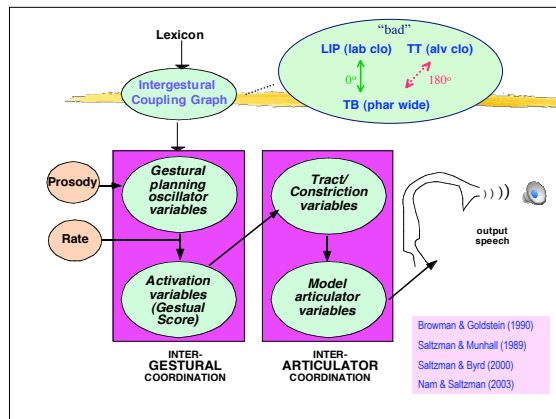 Lexicon
Intergestural
Coupling Graph
“bad”
LIP (lab clo) TT (alv clo)
0o 180o
TB (phar wide)
Prosody
Rate
Gestural
planning
oscillator
variables
Activation
variables
(Gestual
Score)
Tract/
Constriction
variables
Model
articulator
variables
output
speech
INTER-
GESTURAL
COORDINATION
INTER-
ARTICULATOR
COORDINATION
Browman & Goldstein (1990)
Saltzman & Munhall (1989)
Saltzman & Byrd (2000)
Nam & Saltzman (2003)